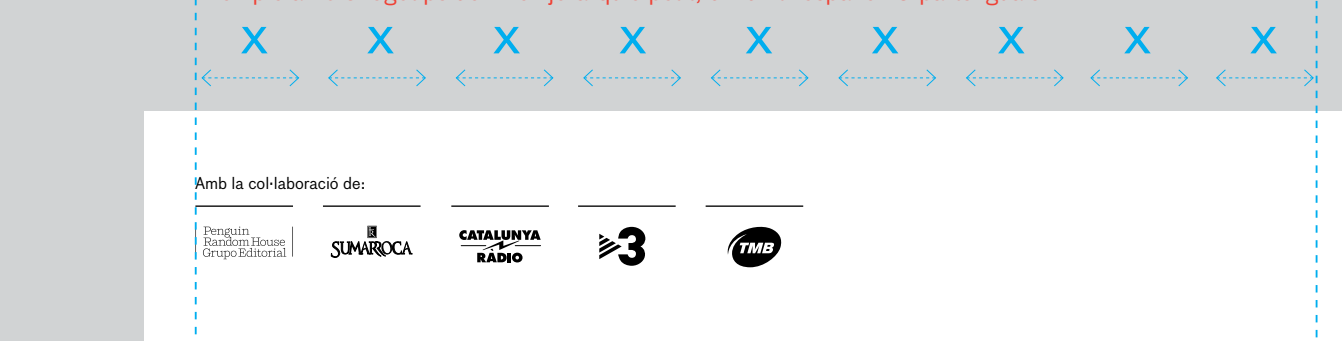 X X X X X X X X X
Amb la col·laboració de:
Penguin
Random House
Grupo Editorial
SUMARROCA
CATALUNYA
RÀDIO
3
TMB